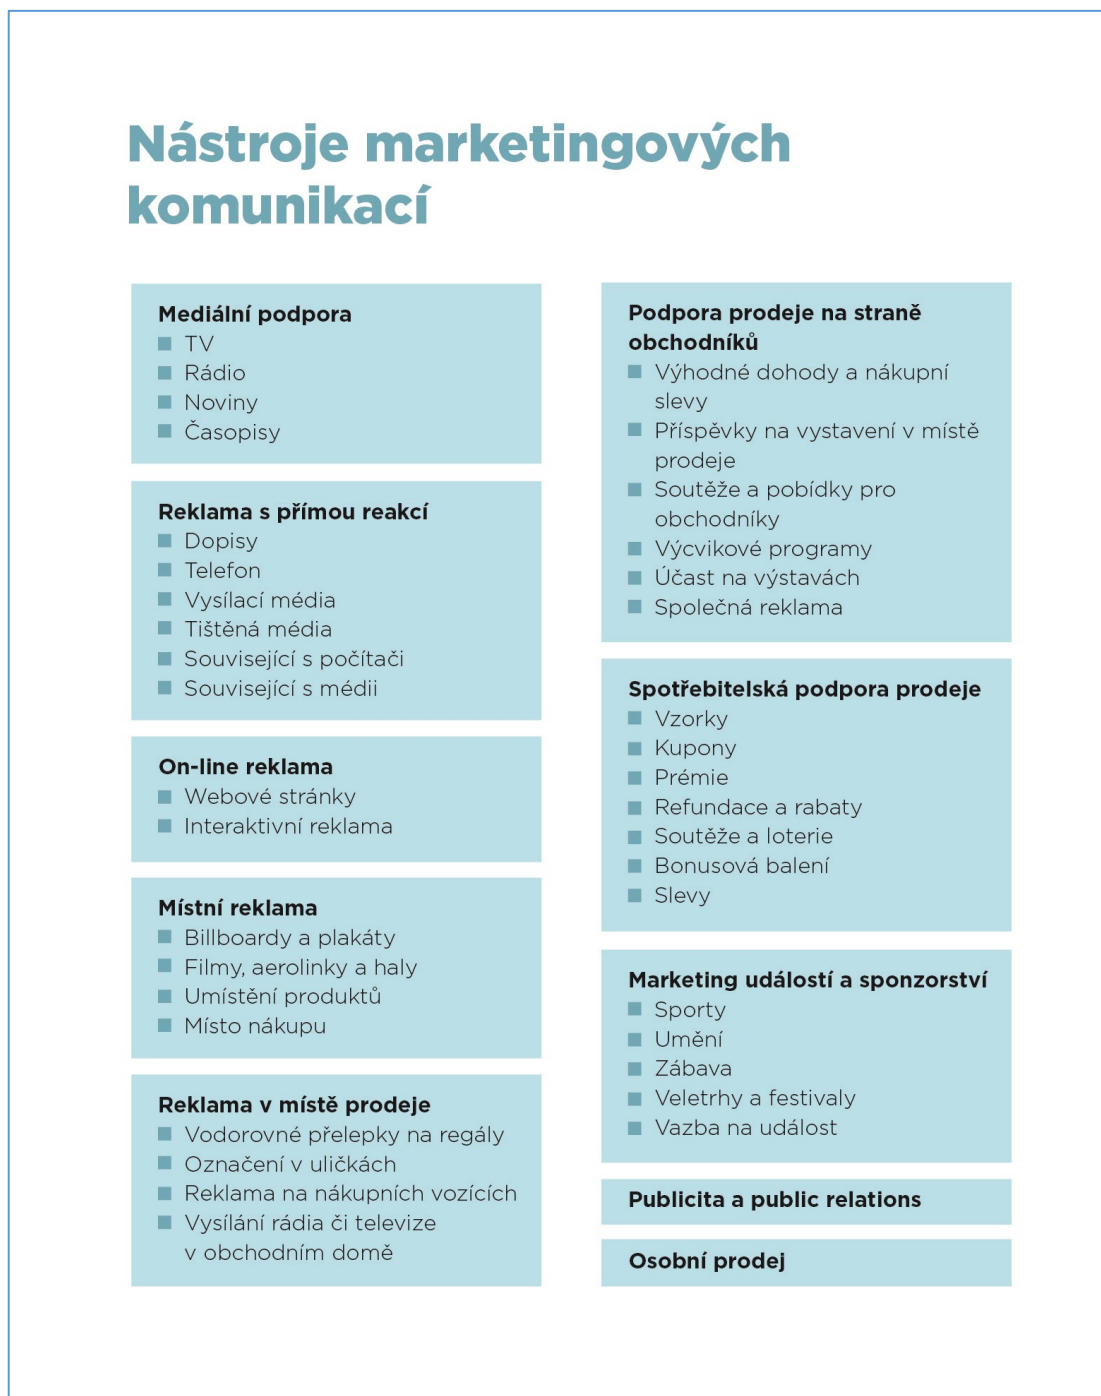 Nástroje marketingových
komunikací
Mediální podpora
TV
Rádio
Noviny
Časopisy
Reklama s přímou reakcí
Dopisy
Telefon
Vysílací média
Tištěná média
Související s počítači
Související s médii
On-line reklama
Webové stránky
Interaktivní reklama
Místní reklama
Billboardy a plakáty
Filmy, aerolinky a haly
Umístění produktů
Místo nákupu
Reklama v místě prodeje
Vodorovné přelepky na regály
Označení v uličkách
Reklama na nákupních vozících
Vysílání rádia či televize
v obchodním domě
Podpora prodeje na straně
obchodníků
Výhodné dohody a nákupní
slevy
Příspěvky na vystavení v místě
prodeje
Soutěže a pobídky pro
obchodníky
Výcvikové programy
Účast na výstavách
Společná reklama
Spotřebitelská podpora prodeje
Vzorky
Kupony
Prémie
Refundace a rabaty
Soutěže a loterie
Bonusová balení
Slevy
Marketing událostí a sponzorství
Sporty
Umění
Zábava
Veletrhy a festivaly
Vazba na událost
Publicita a public relations
Osobní prodej